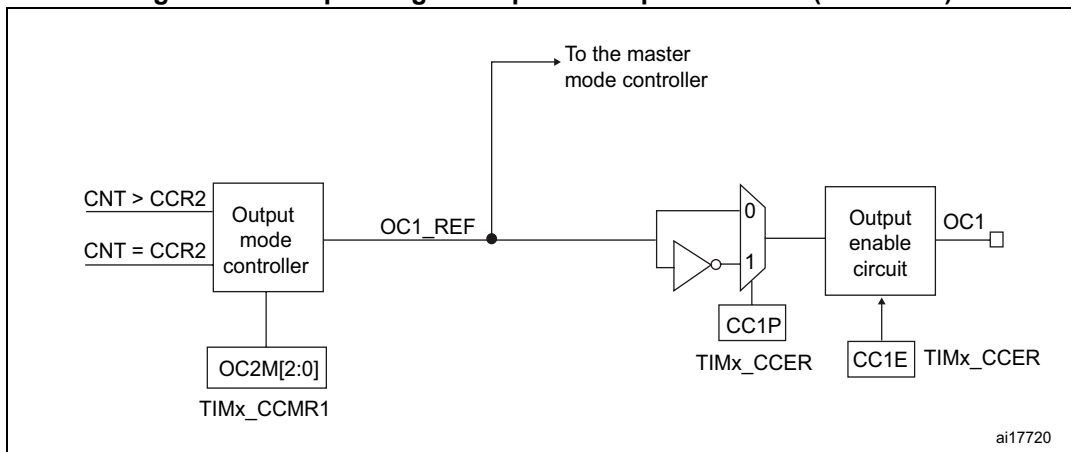 To the master
mode controller
CNT > CCR2
CNT = CCR2
Output
mode
controller
OC1_REF
0
1
Output
enable
circuit
OC1
CC1P
TIMx_CCER
CC1E
TIMx_CCER
OC2M[2:0]
TIMx_CCMR1
ai17720